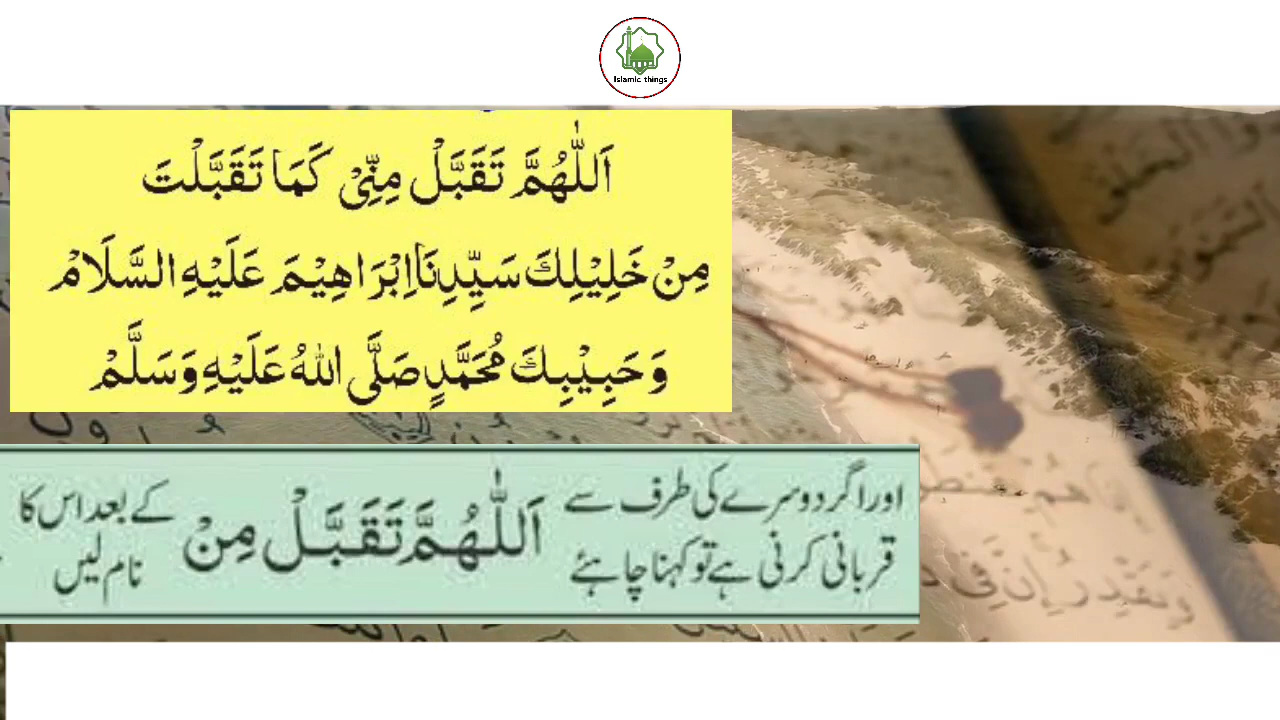 Islamic things
اَللّٰهُمَّ تَقَبَّلْ مِنِّىْ كَمَا تَقَبَّلْتَ
مِنْ خَلِيْلِكَ سَيِّدِنَا اِبْرَاهِيْمَ عَلَيْهِ السَّلَامْ
وَحَبِيْبِكَ مُحَمَّدٍ صَلَّى اللهُ عَلَيْهِ وَسَلَّمْ
اور اگر دوسرے کی طرف سے
قربانی کرنی ہے تو کہنا چاہئے
اَللّٰهُمَّ تَقَبَّلْ مِنْ
کے بعد اس کا
نام لیں